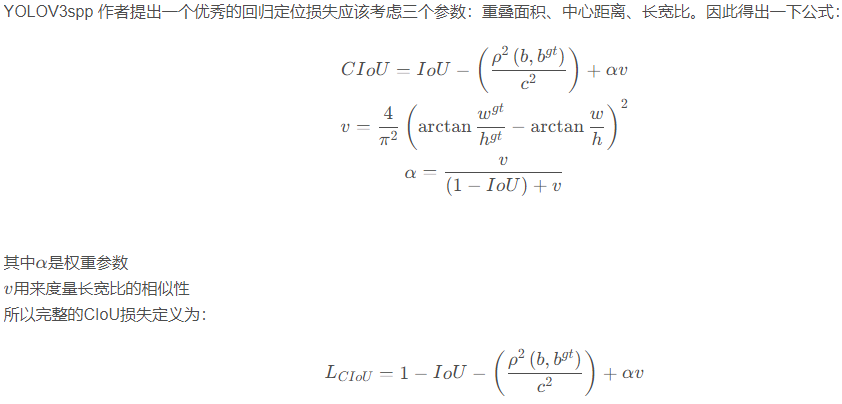 YOLOV3spp 作者提出一个优秀的回归定位损失应该考虑三个参数：重叠面积、中心距离、长宽比。因此得出一下公式：
$CIoU = IoU - \left( \frac{\rho^2 \left( b, b^{gt} \right)}{c^2} \right) + \alpha v$
$v = \frac{4}{\pi^2} \left( \arctan \frac{w^{gt}}{h^{gt}} - \arctan \frac{w}{h} \right)^2$
$\alpha = \frac{v}{(1 - IoU) + v}$
其中α是权重参数
v用来度量长宽比的相似性
所以完整的CIoU损失定义为：
$L_{CIoU} = 1 - IoU - \left( \frac{\rho^2 \left( b, b^{gt} \right)}{c^2} \right) + \alpha v$